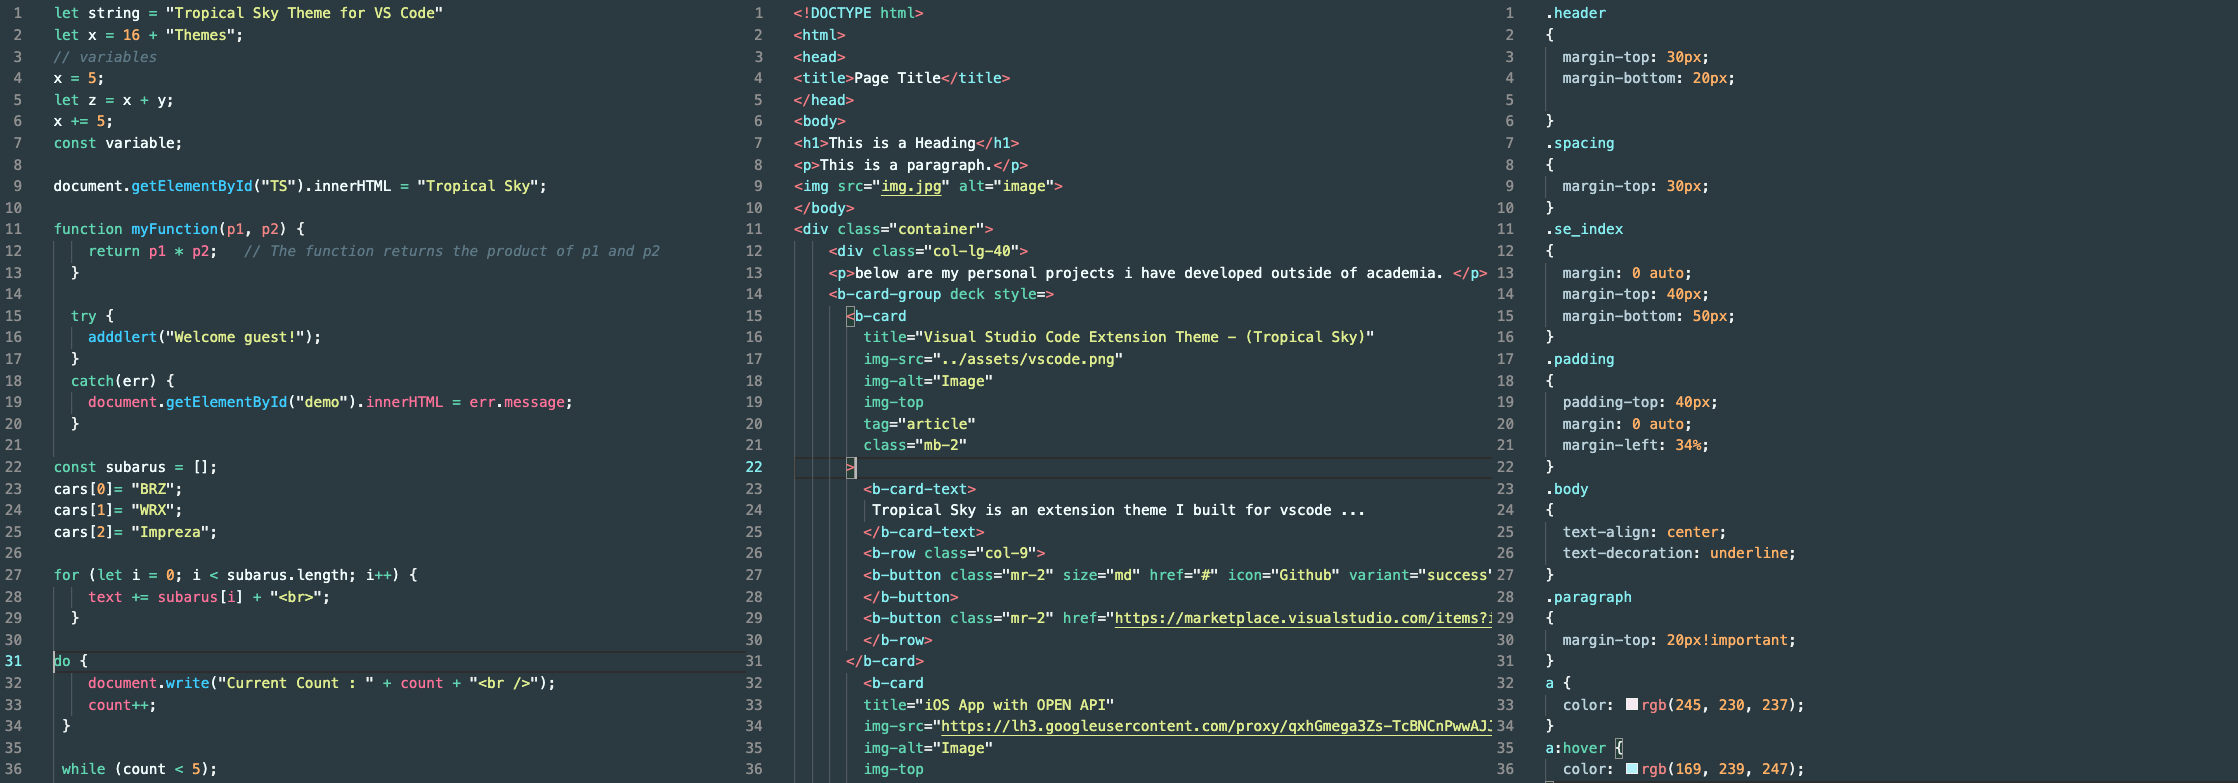 1 let string = "Tropical Sky Theme for VS Code"
2 let x = 16 + "Themes";
3 // variables
4 x = 5;
5 let z = x + y;
6 x += 5;
7 const variable;
8
9 document.getElementById("TS").innerHTML = "Tropical Sky";
10
11 function myFunction(p1, p2) {
12 return p1 * p2; // The function returns the product of p1 and p2
13 }
14
15 try {
16 adddlert("Welcome guest!");
17 }
18 catch(err) {
19 document.getElementById("demo").innerHTML = err.message;
20 }
21
22 const subarus = [];
23 cars[0]= "BRZ";
24 cars[1]= "WRX";
25 cars[2]= "Impreza";
26
27 for (let i = 0; i < subarus.length; i++) {
28 text += subarus[i] + "<br>";
29 }
30
31 do {
32 document.write("Current Count : " + count + "<br />");
33 count++;
34 }
35
36 while (count < 5);
1 <!DOCTYPE html>
2 <html>
3 <head>
4 <title>Page Title</title>
5 </head>
6 <body>
7 <h1>This is a Heading</h1>
8 <p>This is a paragraph.</p>
9 <img src="img.jpg" alt="image">
10 </body>
11 <div class="container">
12 <div class="col-lg-40">
13 <p>below are my personal projects i have developed outside of academia. </p>
14 <b-card-group deck style=>
15 <b-card
16 title="Visual Studio Code Extension Theme - (Tropical Sky)"
17 img-src="../assets/vscode.png"
18 img-alt="Image"
19 img-top
20 tag="article"
21 class="mb-2"
22 >
23 <b-card-text>
24 Tropical Sky is an extension theme I built for vscode ...
25 </b-card-text>
26 <b-row class="col-9">
27 <b-button class="mr-2" size="md" href="#" icon="Github" variant="success"
28 </b-button>
29 <b-button class="mr-2" href="https://marketplace.visualstudio.com/items?i
30 </b-row>
31 </b-card>
32 <b-card
33 title="iOS App with OPEN API"
34 img-src="https://lh3.googleusercontent.com/proxy/qxhGmega3Zs-TcBNCnPwwAJJ
35 img-alt="Image"
36 img-top
1 .header
2 {
3 margin-top: 30px;
4 margin-bottom: 20px;
5
6 }
7 .spacing
8 {
9 margin-top: 30px;
10 }
11 .se_index
12 {
13 margin: 0 auto;
14 margin-top: 40px;
15 margin-bottom: 50px;
16 }
17 .padding
18 {
19 padding-top: 40px;
20 margin: 0 auto;
21 margin-left: 34%;
22 }
23 .body
24 {
25 text-align: center;
26 text-decoration: underline;
27 }
28 .paragraph
29 {
30 margin-top: 20px!important;
31 }
32 a {
33 color: rgb(245, 230, 237);
34 }
35 a:hover {
36 color: rgb(169, 239, 247);